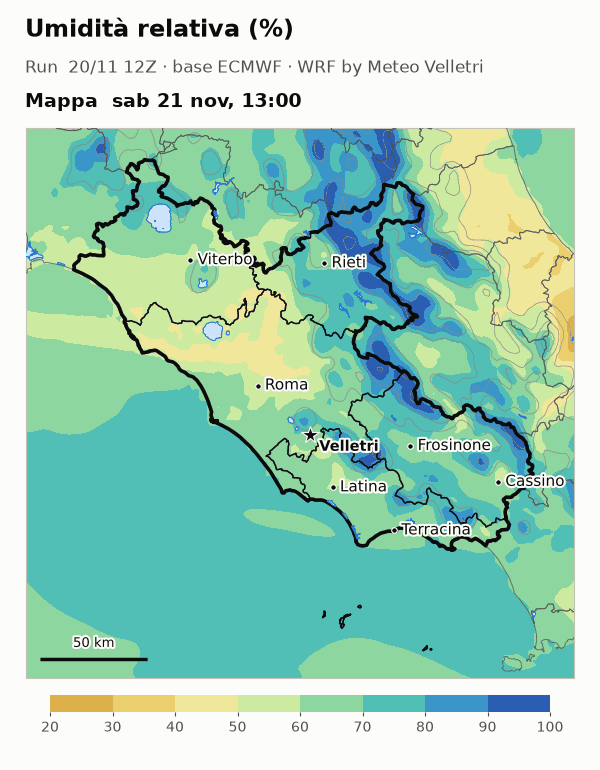 Umidità relativa (%)
Run  20/11 12Z · base ECMWF · WRF by Meteo Velletri
Mappa  sab 21 nov, 13:00
Viterbo
Rieti
Roma
Velletri
Frosinone
Cassino
Latina
Terracina
50 km
20 30 40 50 60 70 80 90 100